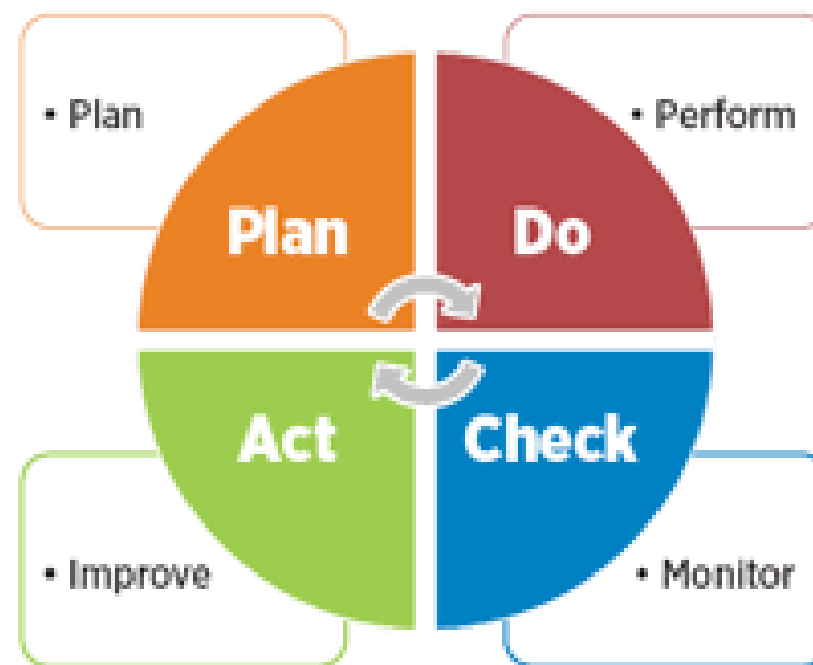 • Plan
• Perform
Plan
Do
Act
Check
• Improve
• Monitor